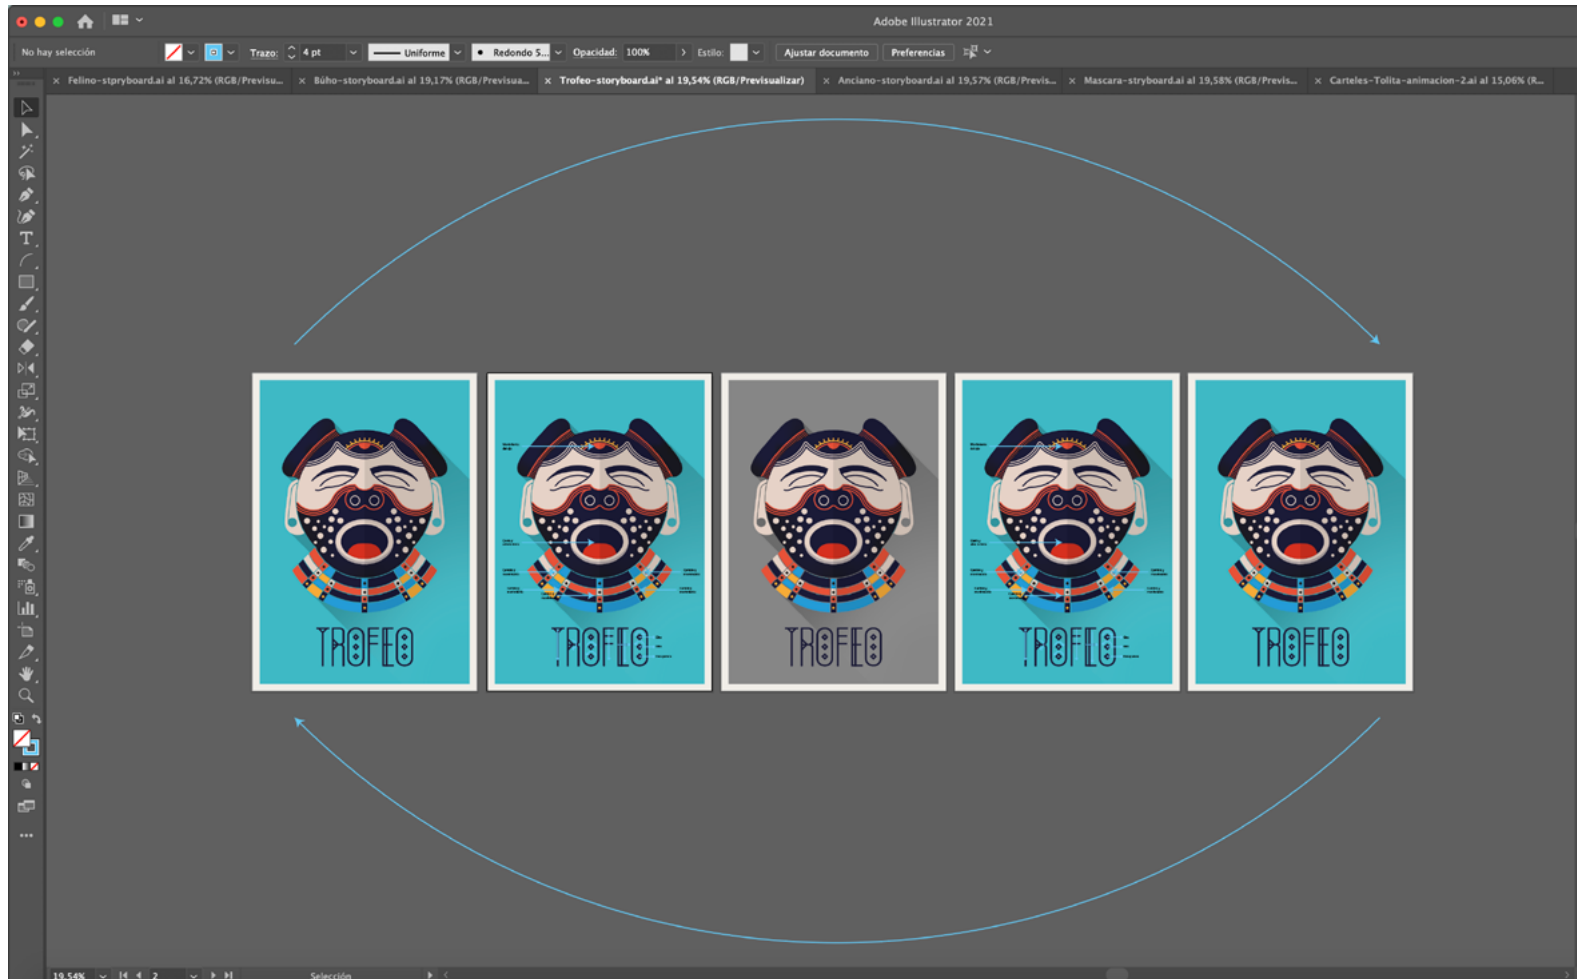 Adobe Illustrator 2021
No hay selección Trazo: 4 pt Uniforme Redondo 5... Opacidad: 100% Estilo: Ajustar documento Preferencias
Felino-stpryboard.ai al 16,72% (RGB/Previsu... Búho-storyboard.ai al 19,17% (RGB/Previsua... Trofeo-storyboard.ai* al 19,54% (RGB/Previsualizar) Anciano-storyboard.ai al 19,57% (RGB/Previs... Mascara-stryboard.ai al 19,58% (RGB/Previs... Carteles-Tolita-animacion-2.ai al 15,06% (R...
TROFEO TROFEO TROFEO TROFEO TROFEO
19,54% 2 Selección